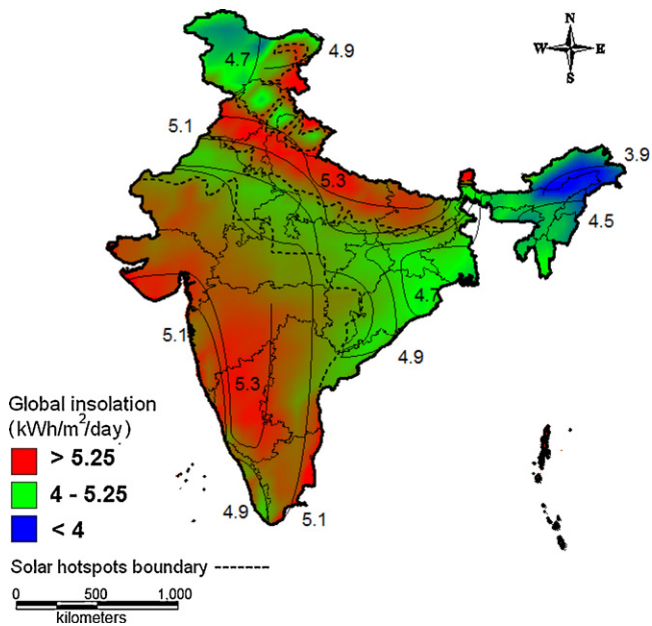 N
4.9
W E
4.7
S
5.1
3.9
5.3
4.5
4.7
5.1
4.9
5.3
Global insolation
(kWh/m²/day)
> 5.25
4 - 5.25
< 4
4.9
5.1
Solar hotspots boundary -------
0 500 1,000
kilometers